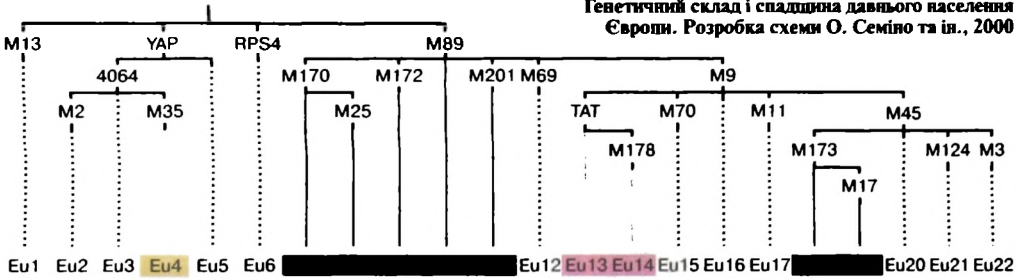 Генетичний склад і спадщина давнього населення
Європи. Розробка схеми О. Семіно та ін., 2000
M13 YAP RPS4 M89
4064 M170 M172 M201 M69 M9
M2 M35 M25 TAT M70 M11 M45
M178 M173 M124 M3
M17
Eu1 Eu2 Eu3 Eu4 Eu5 Eu6 Eu12 Eu13 Eu14 Eu15 Eu16 Eu17 Eu20 Eu21 Eu22